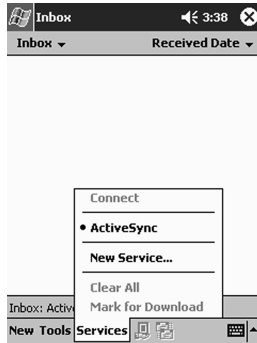 Inbox 3:38
Inbox Received Date
Connect
ActiveSync
New Service...
Clear All
Mark for Download
Inbox: Activ
New Tools Services